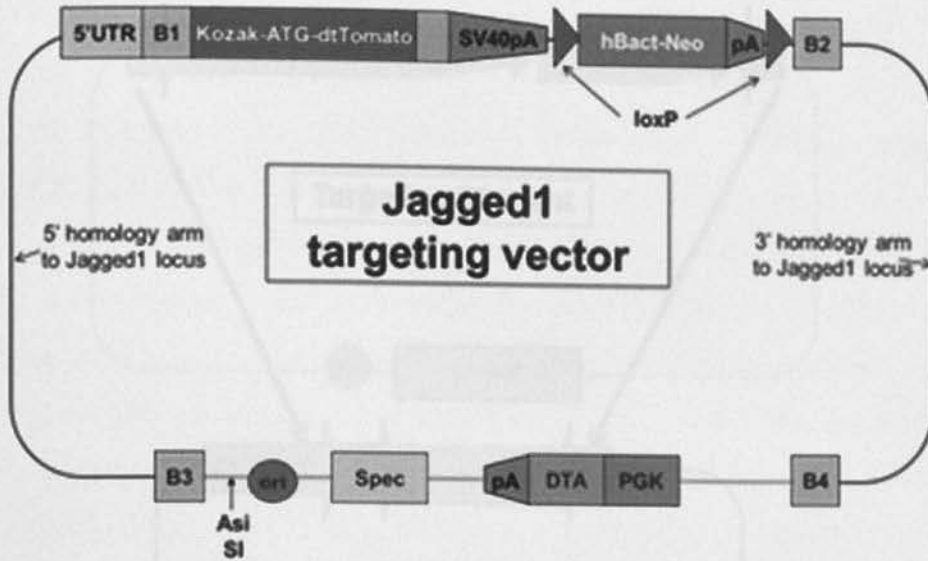 5'UTR B1 Kozak-ATG-dtTomato SV40pA hBact-Neo pA B2
loxP
Jagged1
targeting vector
5' homology arm
to Jagged1 locus
3' homology arm
to Jagged1 locus
B3 ori Spec pA DTA PGK B4
Asi
SI